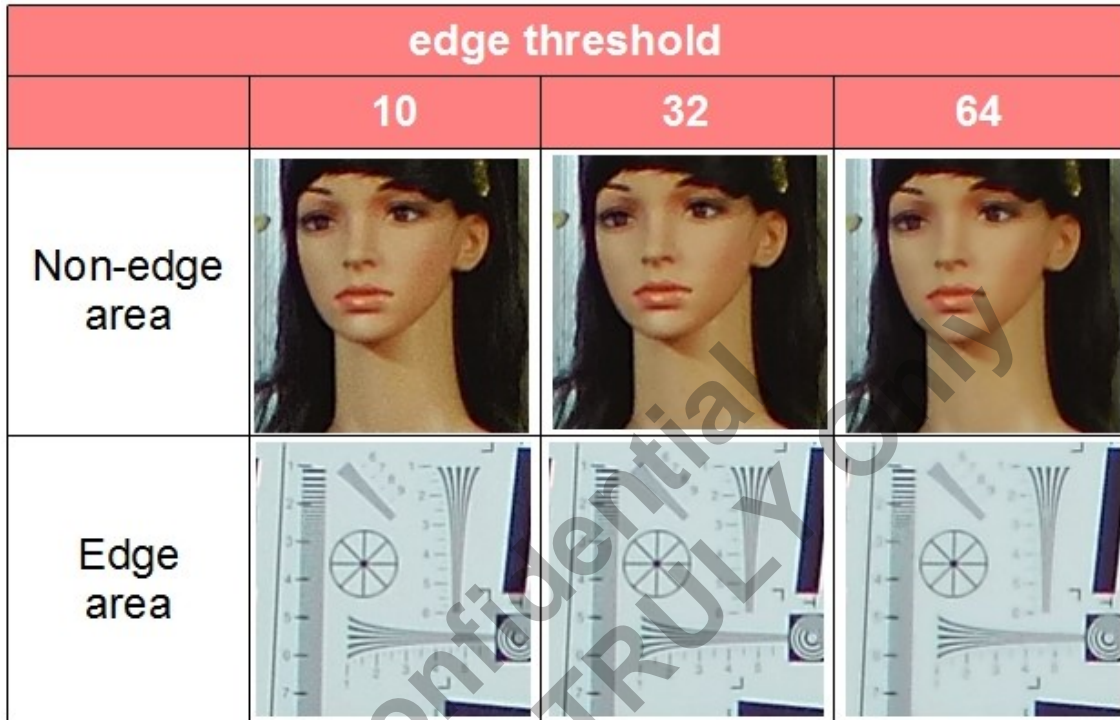 edge threshold
10 32 64
Non-edge
area
Edge
area
Confidential
TRULY Only